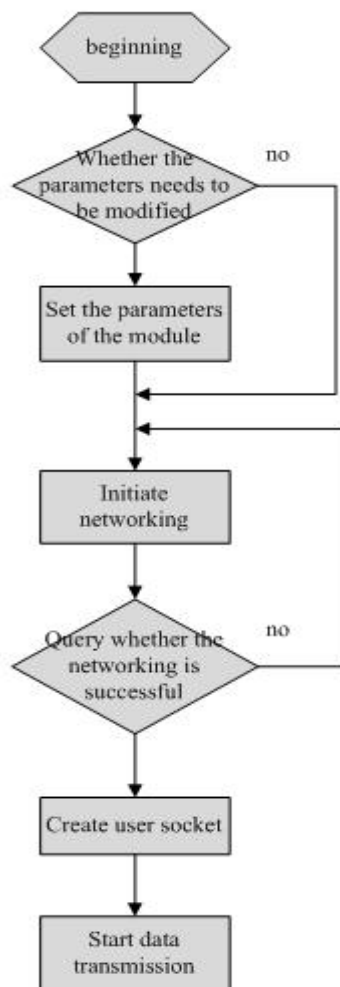 beginning
Whether the
no
parameters needs to
be modified
Set the parameters
of the module
Initiate
networking
Query whether the
no
networking is
successful
Create user socket
Start data
transmission